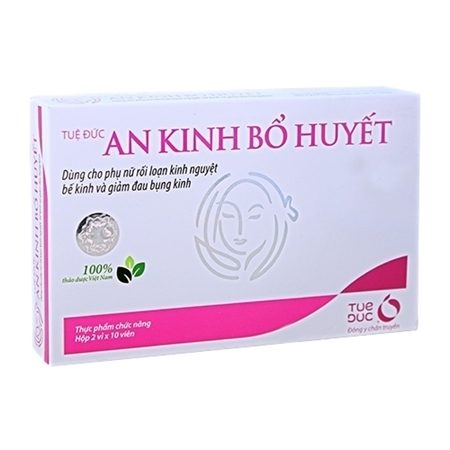 TUỆ ĐỨC
AN KINH BỔ HUYẾT
Dùng cho phụ nữ rối loạn kinh nguyệt
bế kinh và giảm đau bụng kinh
100%
thảo dược Việt Nam
Thực phẩm chức năng
Hộp 2 vỉ x 10 viên
TUE
DUC
Đông y chân truyền
AN KINH BỔ HUYẾT